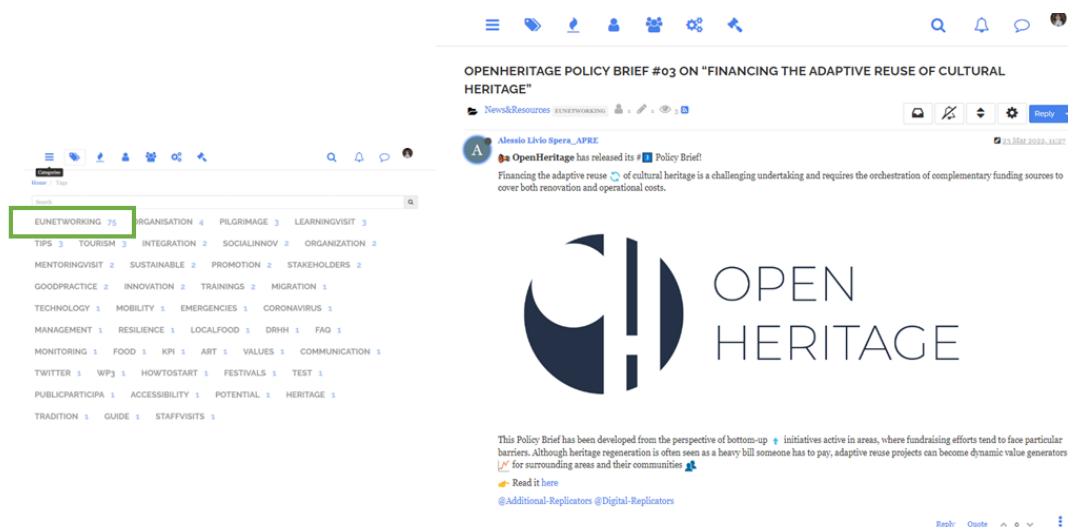 Categories
Home / Tags
Search
EUNETWORKING 75 ORGANISATION 4 PILGRIMAGE 3 LEARNINGVISIT 3
TIPS 3 TOURISM 3 INTEGRATION 2 SOCIALINNOV 2 ORGANIZATION 2
MENTORINGVISIT 2 SUSTAINABLE 2 PROMOTION 2 STAKEHOLDERS 2
GOODPRACTICE 2 INNOVATION 2 TRAININGS 2 MIGRATION 1
TECHNOLOGY 1 MOBILITY 1 EMERGENCIES 1 CORONAVIRUS 1
MANAGEMENT 1 RESILIENCE 1 LOCALFOOD 1 DRHH 1 FAQ 1
MONITORING 1 FOOD 1 KPI 1 ART 1 VALUES 1 COMMUNICATION 1
TWITTER 1 WP3 1 HOWTOSTART 1 FESTIVALS 1 TEST 1
PUBLICPARTICIPA 1 ACCESSIBILITY 1 POTENTIAL 1 HERITAGE 1
TRADITION 1 GUIDE 1 STAFFVISITS 1
OPENHERITAGE POLICY BRIEF #03 ON “FINANCING THE ADAPTIVE REUSE OF CULTURAL
HERITAGE”
News&Resources EUNETWORKING 1 1 3
Reply
A
Alessio Livio Spera_APRE
23 Mar 2022, 11:27
OpenHeritage has released its #3 Policy Brief!
Financing the adaptive reuse of cultural heritage is a challenging undertaking and requires the orchestration of complementary funding sources to
cover both renovation and operational costs.
OPEN
HERITAGE
This Policy Brief has been developed from the perspective of bottom-up initiatives active in areas, where fundraising efforts tend to face particular
barriers. Although heritage regeneration is often seen as a heavy bill someone has to pay, adaptive reuse projects can become dynamic value generators
for surrounding areas and their communities
Read it here
@Additional-Replicators @Digital-Replicators
Reply Quote 0